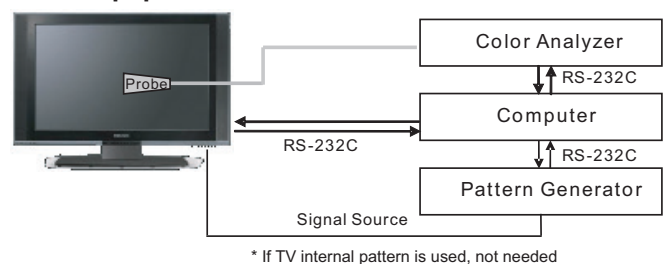 Color Analyzer
Probe
RS-232C
Computer
RS-232C
RS-232C
Pattern Generator
Signal Source
* If TV internal pattern is used, not needed